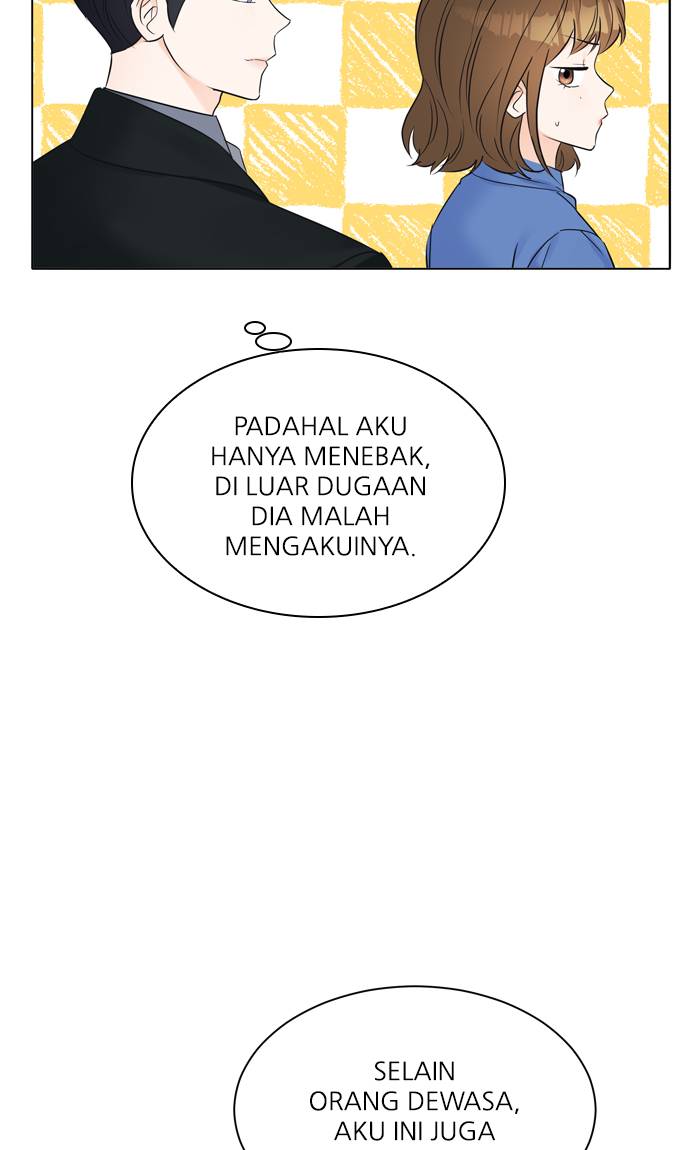 PADAHAL AKU
HANYA MENEBAK,
DI LUAR DUGAAN
DIA MALAH
MENGAKUINYA.
SELAIN
ORANG DEWASA,
AKU INI JUGA